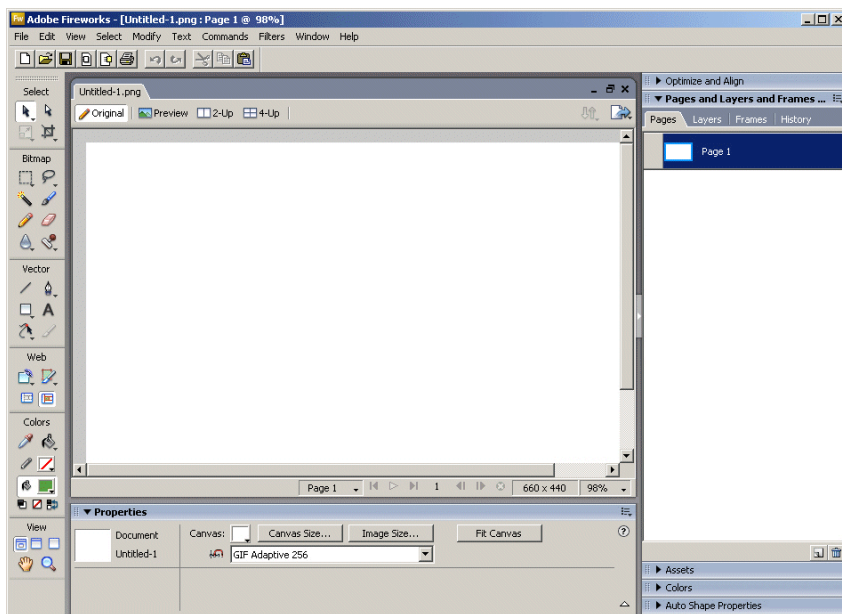 Adobe Fireworks - [Untitled-1.png : Page 1 @ 98%]
File Edit View Select Modify Text Commands Filters Window Help
Select
Bitmap
Vector
A
Web
Colors
View
Untitled-1.png
Original Preview 2-Up 4-Up
Page 1 1 660 x 440 98%
Properties
Document
Untitled-1
Canvas: Canvas Size... Image Size... Fit Canvas
GIF Adaptive 256
?
Optimize and Align
Pages and Layers and Frames ...
Pages Layers Frames History
Page 1
Assets
Colors
Auto Shape Properties